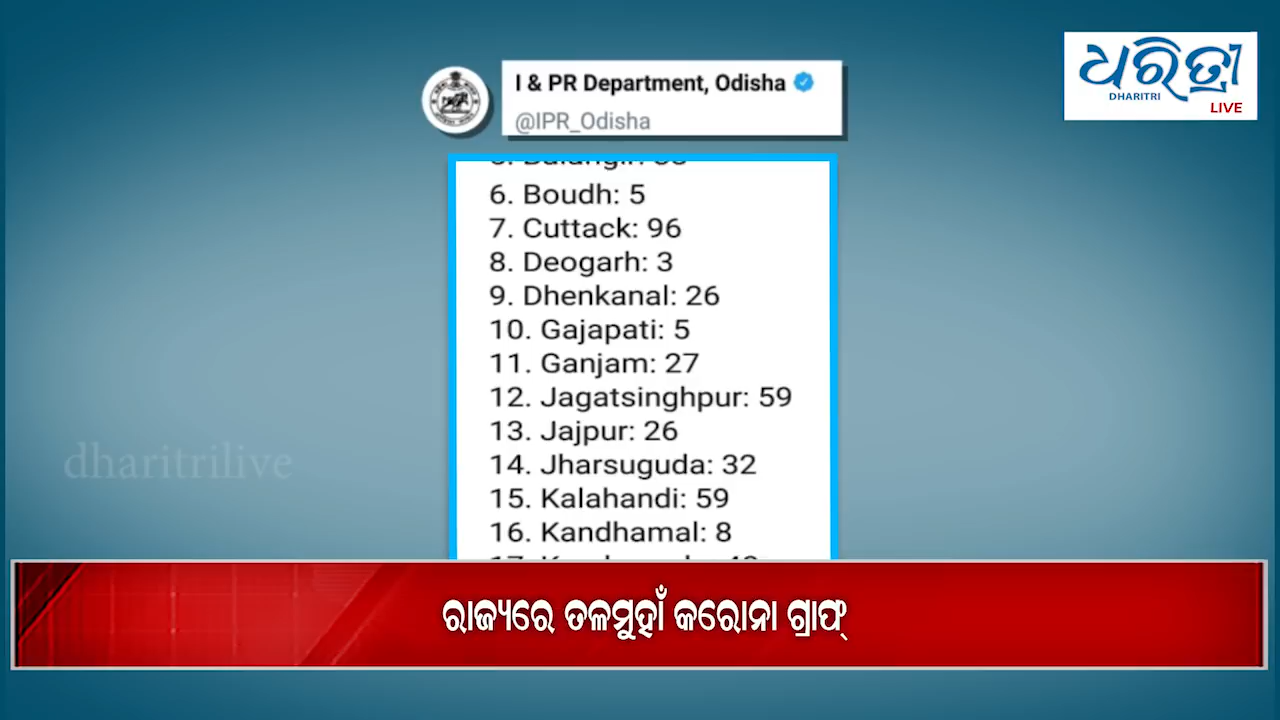 I & PR Department, Odisha
@IPR_Odisha
ଧରିତ୍ରୀ
DHARITRI
LIVE
6. Boudh: 5
7. Cuttack: 96
8. Deogarh: 3
9. Dhenkanal: 26
10. Gajapati: 5
11. Ganjam: 27
12. Jagatsinghpur: 59
13. Jajpur: 26
14. Jharsuguda: 32
15. Kalahandi: 59
16. Kandhamal: 8
dharitrilive
ରାଜ୍ୟରେ ତଳମୁହାଁ କରୋନା ଗ୍ରାଫ୍